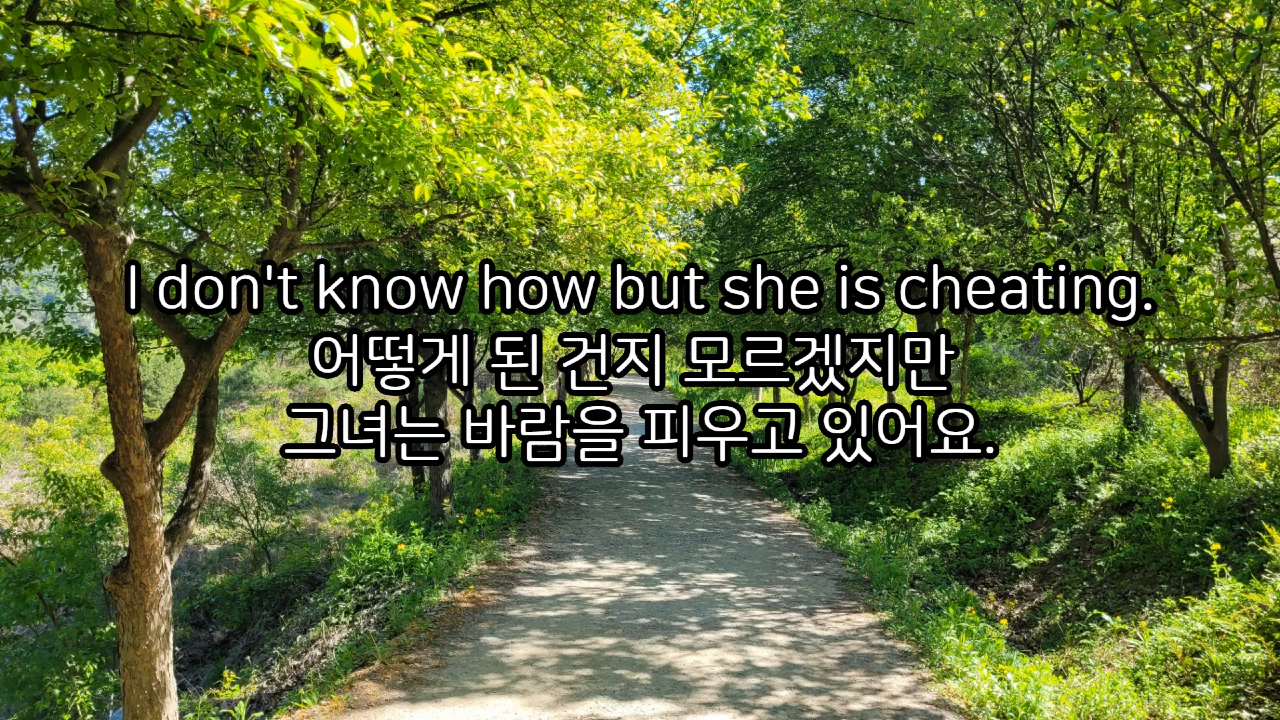 I don't know how but she is cheating.
어떻게 된 건지 모르겠지만
그녀는 바람을 피우고 있어요.